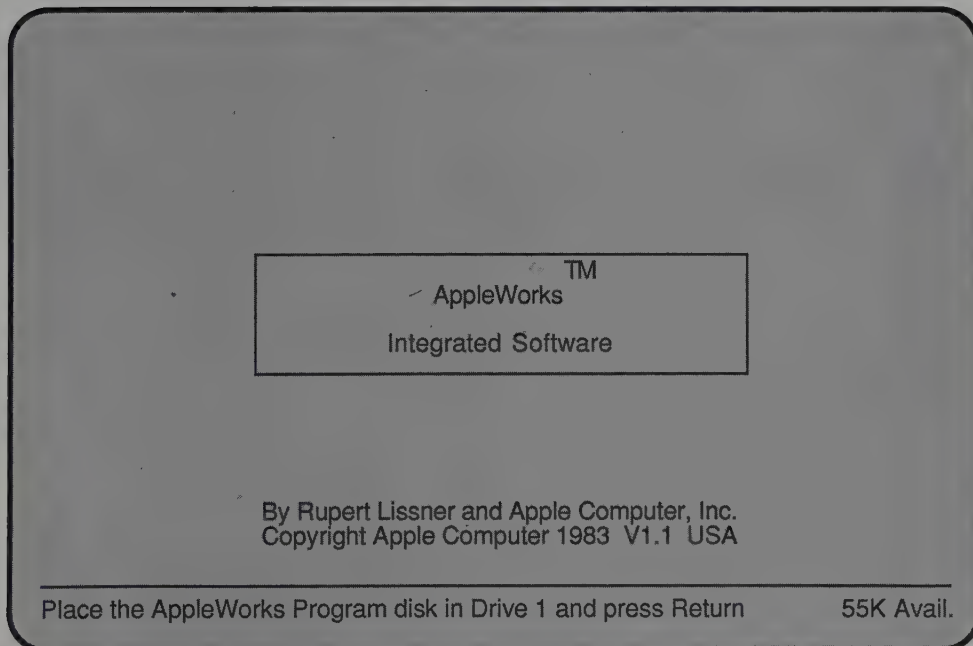 TM
AppleWorks
Integrated Software
By Rupert Lissner and Apple Computer, Inc.
Copyright Apple Computer 1983 V1.1 USA
Place the AppleWorks Program disk in Drive 1 and press Return 55K Avail.